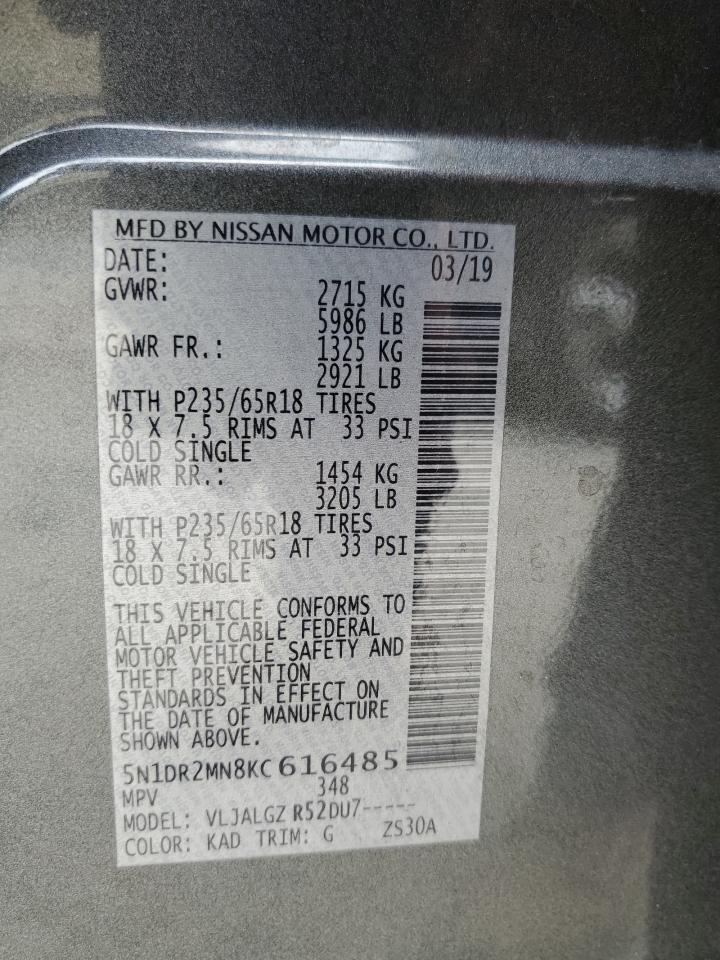 MFD BY NISSAN MOTOR CO., LTD.
DATE: 03/19
GVWR: 2715 KG
5986 LB
GAWR FR.: 1325 KG
2921 LB
WITH P235/65R18 TIRES
18 X 7.5 RIMS AT 33 PSI
COLD SINGLE
GAWR RR.: 1454 KG
3205 LB
WITH P235/65R18 TIRES
18 X 7.5 RIMS AT 33 PSI
COLD SINGLE
THIS VEHICLE CONFORMS TO
ALL APPLICABLE FEDERAL
MOTOR VEHICLE SAFETY AND
THEFT PREVENTION
STANDARDS IN EFFECT ON
THE DATE OF MANUFACTURE
SHOWN ABOVE.
5N1DR2MN8KC616485
MPV 348
MODEL: VLJALGZ R52DU7-----
COLOR: KAD TRIM: G ZS30A